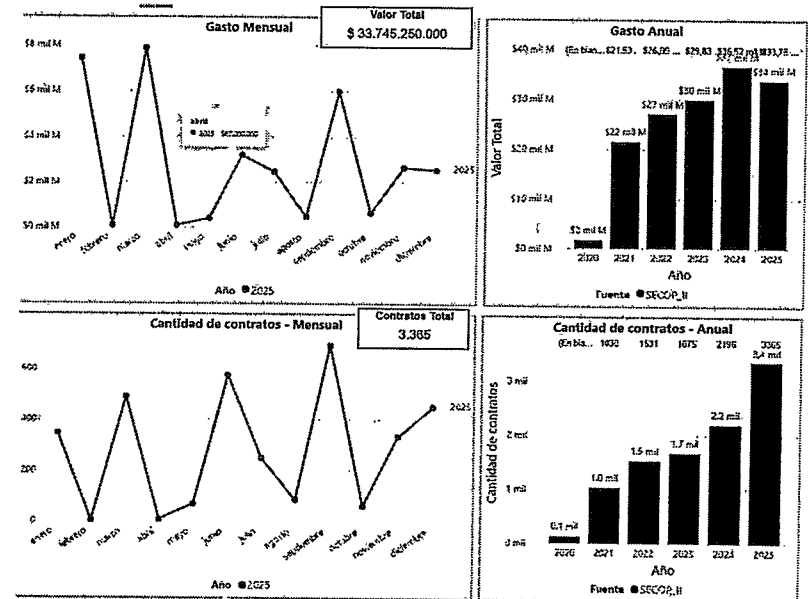 Gasto Mensual
Valor Total
$ 33.745.250.000
$8 mil M
$6 mil M
$2 mil M
$0 mil M
abril
2025
2025
enero
febrero
marzo
abril
mayo
junio
julio
agosto
septiembre
octubre
noviembre
diciembre
Año 2025
Gasto Anual
$40 mil M
$30 mil M
$20 mil M
$10 mil M
$0 mil M
Valor Total
$22 mil M
$27 mil M
$30 mil M
$34 mil M
2020
2021
2022
2023
2024
2025
Año
Fuente SECOP_II
Cantidad de contratos - Mensual
Contratos Total
3.365
600
400
200
0
2025
enero
febrero
marzo
abril
mayo
junio
julio
agosto
septiembre
octubre
noviembre
diciembre
Año 2025
Cantidad de contratos - Anual
1531
1675
2196
3365
Cantidad de contratos
3 mil
2 mil
1 mil
0 mil
0,1 mil
1.0 mil
1.5 mil
1.7 mil
2.2 mil
3,4 mil
2020
2021
2022
2025
Año
Fuente SECOP_II